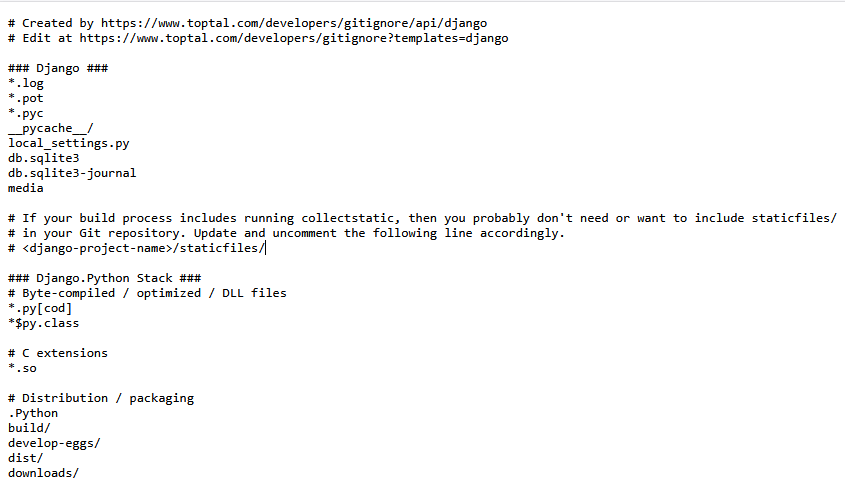 # Created by https://www.toptal.com/developers/gitignore/api/django
# Edit at https://www.toptal.com/developers/gitignore?templates=django
### Django ###
*.log
*.pot
*.pyc
__pycache__/
local_settings.py
db.sqlite3
db.sqlite3-journal
media
# If your build process includes running collectstatic, then you probably don't need or want to include staticfiles/
# in your Git repository. Update and uncomment the following line accordingly.
# <django-project-name>/staticfiles/
### Django.Python Stack ###
# Byte-compiled / optimized / DLL files
*.py[cod]
*$py.class
# C extensions
*.so
# Distribution / packaging
.Python
build/
develop-eggs/
dist/
downloads/